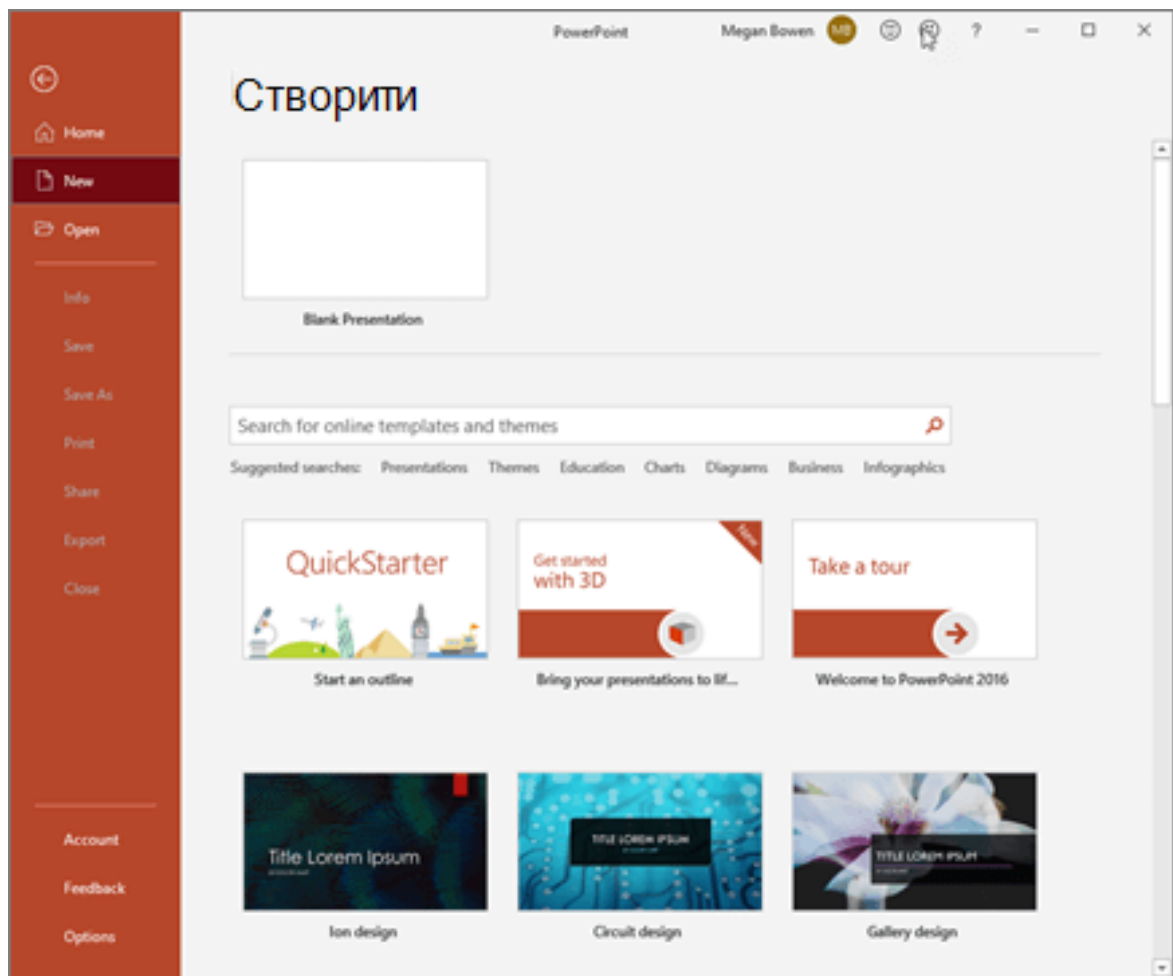 PowerPoint Megan Bowen MB ?
Створити
Home
New
Open
Info
Save
Save As
Print
Share
Export
Close
Account
Feedback
Options
Blank Presentation
Search for online templates and themes
Suggested searches: Presentations Themes Education Charts Diagrams Business Infographics
QuickStarter
Start an outline
New
Get started
with 3D
Bring your presentations to lif...
Take a tour
Welcome to PowerPoint 2016
Title Lorem Ipsum
Ion design
TITLE LOREM IPSUM
Circuit design
TITLE LOREM IPSUM
Gallery design